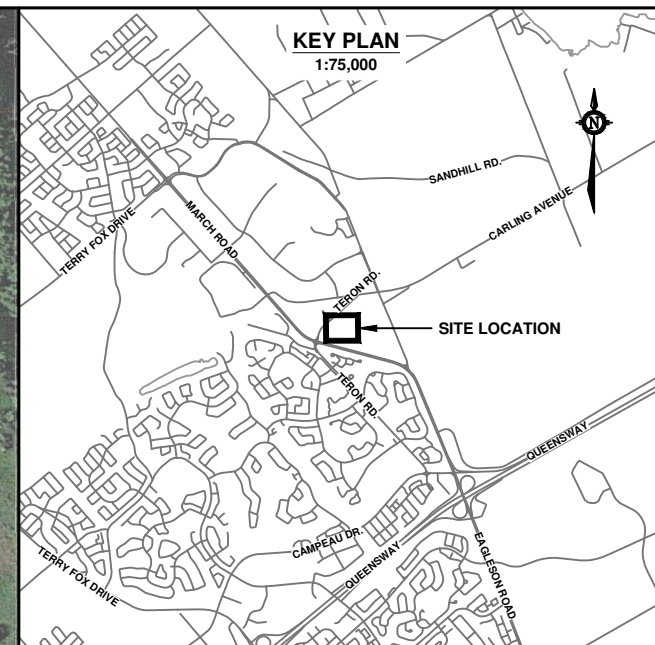 KEY PLAN
1:75,000
N
SANDHILL RD.
CARLING AVENUE
TERRY FOX DRIVE
MARCH ROAD
TERON RD.
SITE LOCATION
TERON RD.
QUEENSWAY
CAMPEAU DR.
QUEENSWAY
EAGLESON ROAD
TERRY FOX DRIVE